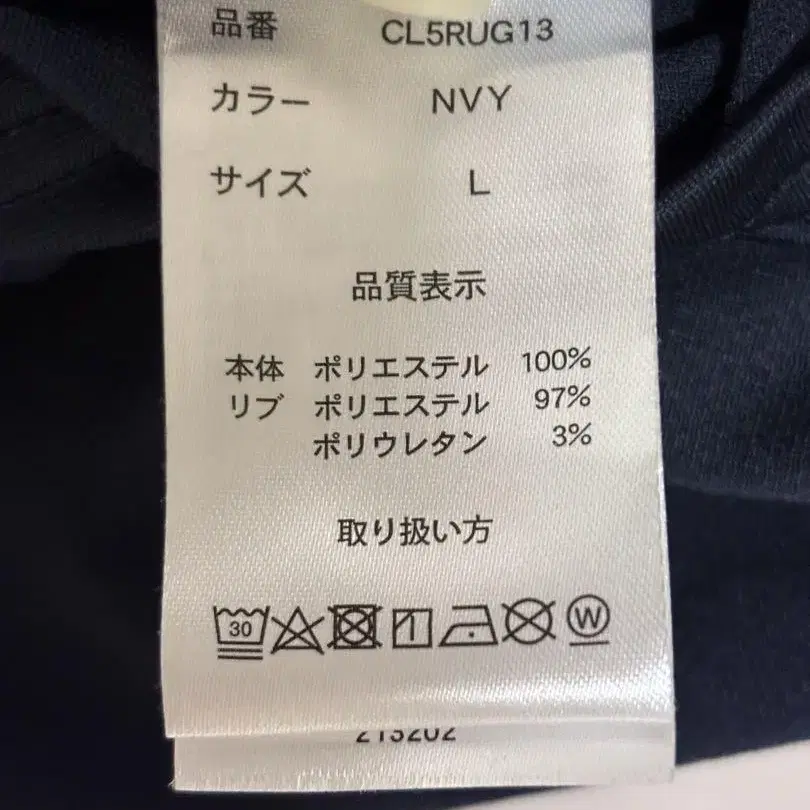 品番 CL5RUG13
カラー NVY
サイズ L
品質表示
本体 ポリエステル 100%
リブ ポリエステル 97%
ポリウレタン 3%
取り扱い方
30 W